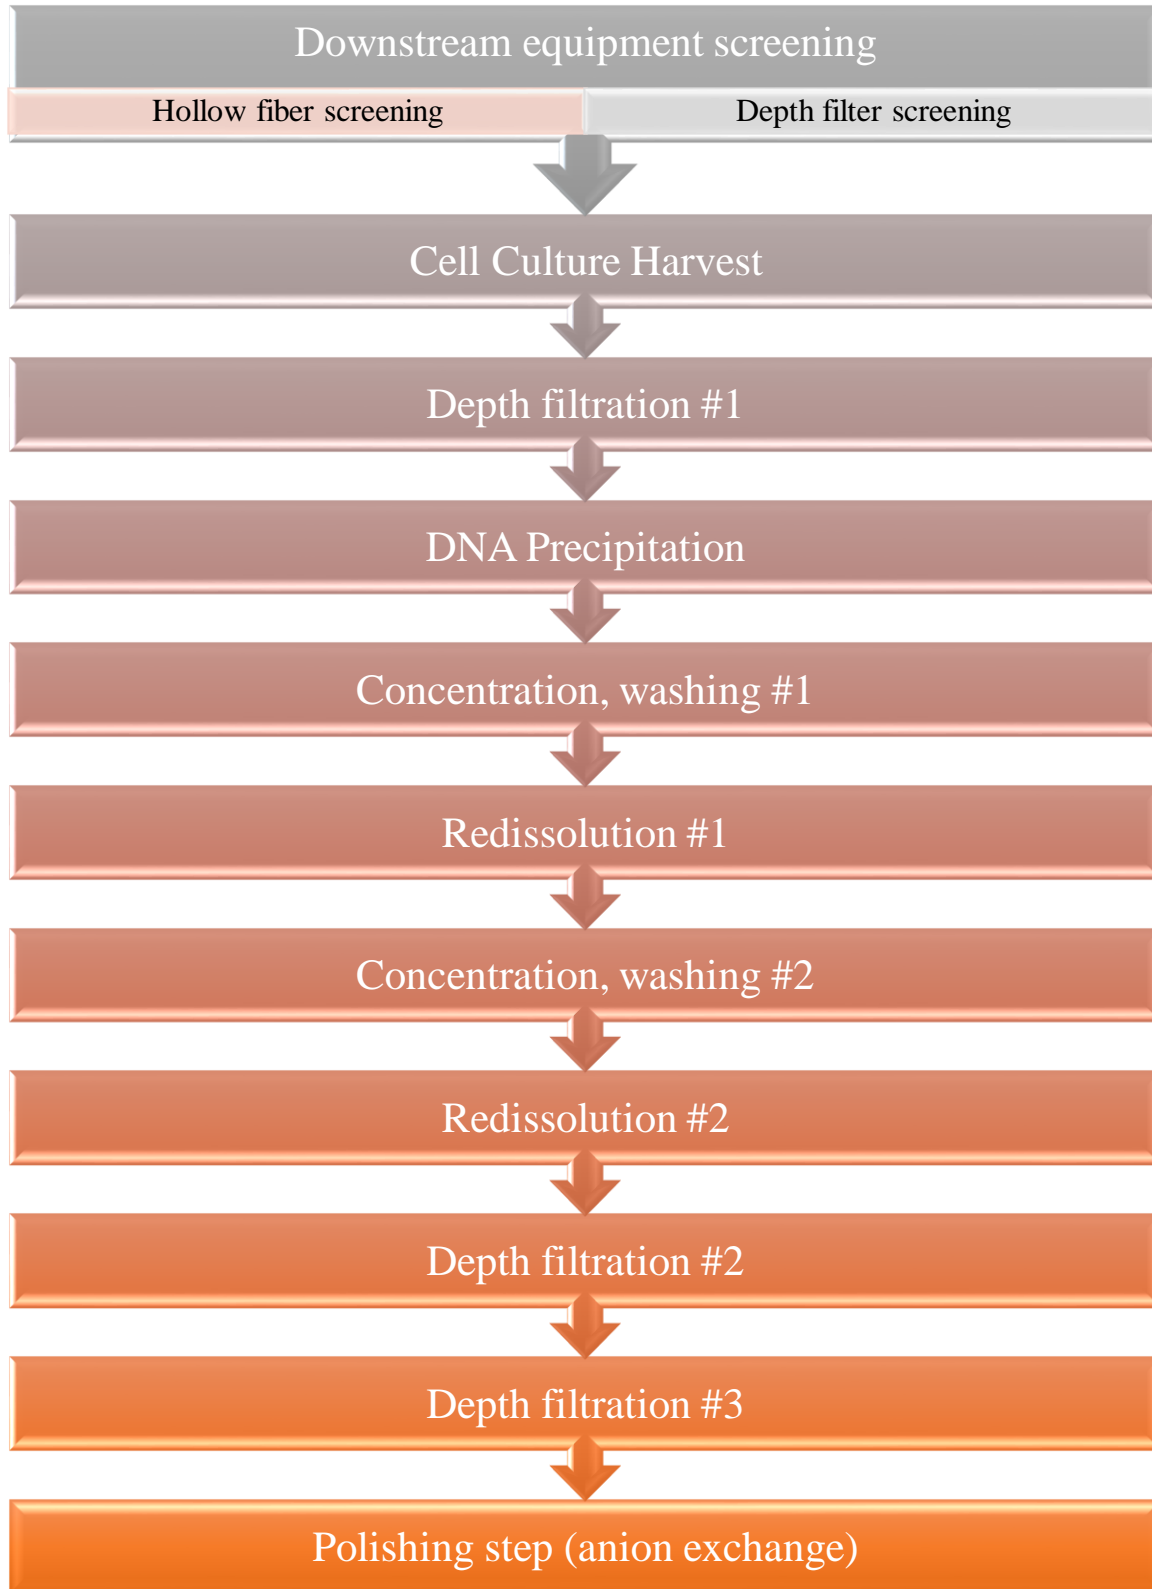 Downstream equipment screening
Hollow fiber screening
Depth filter screening
Cell Culture Harvest
Depth filtration #1
DNA Precipitation
Concentration, washing #1
Redissolution #1
Concentration, washing #2
Redissolution #2
Depth filtration #2
Depth filtration #3
Polishing step (anion exchange)